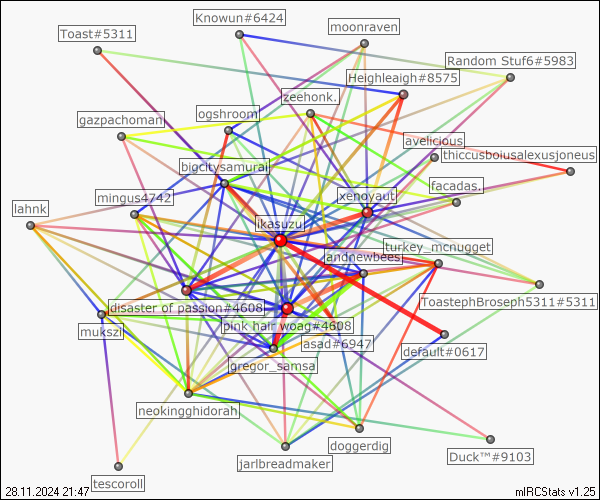 Knowun#6424
moonraven
Toast#5311
Random Stuf6#5983
Heighleaigh#8575
zeehonk.
ogshroom
gazpachoman
avelicious
thiccusboiusalexusjoneus
bigcitysamurai
facadas.
xenoyaut
mingus4742
lahnk
ikasuzu
turkey_mcnugget
andnewbees
ToastephBroseph5311#5311
disaster of passion#4608
pink hair woag#4608
mukszi
asad#6947
default#0617
gregor_samsa
neokingghidorah
doggerdig
Duck™#9103
jarlbreadmaker
tescoroll
28.11.2024 21:47
mIRCStats v1.25